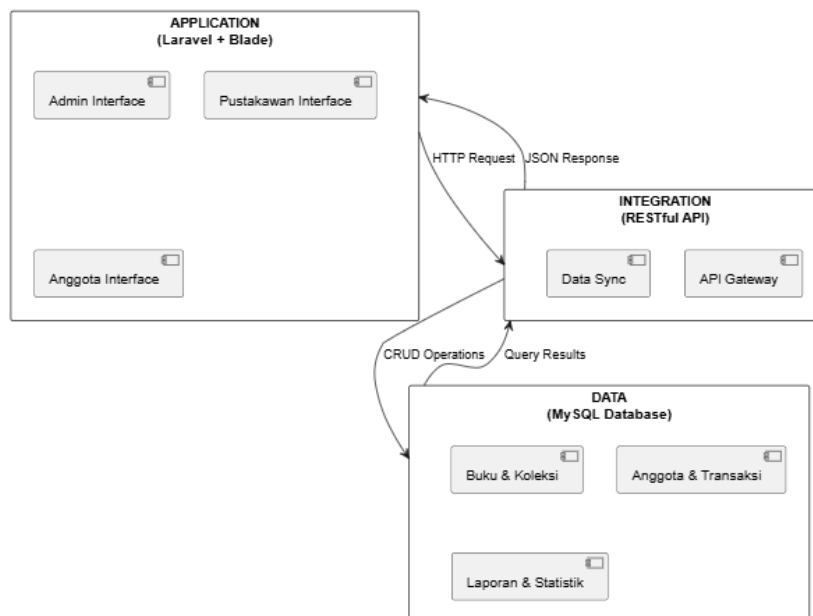 APPLICATION
(Laravel + Blade)
Admin Interface
Pustakawan Interface
Anggota Interface
HTTP Request
JSON Response
INTEGRATION
(RESTful API)
Data Sync
API Gateway
CRUD Operations
Query Results
DATA
(MySQL Database)
Buku & Koleksi
Anggota & Transaksi
Laporan & Statistik